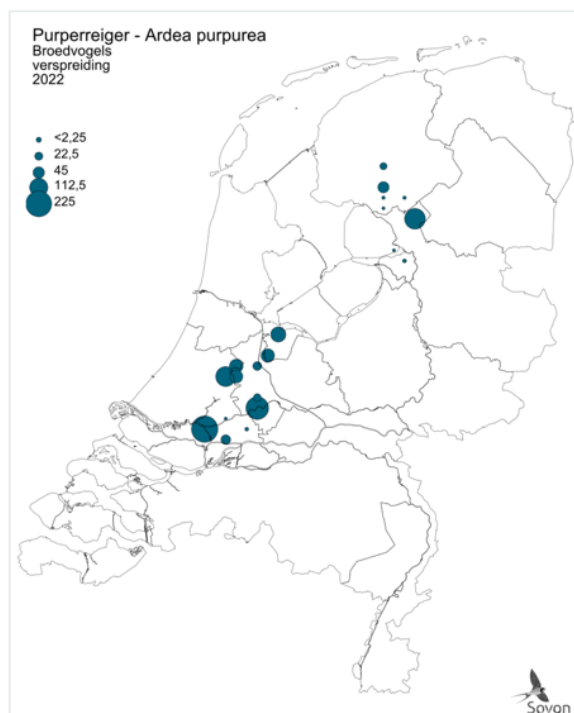 Purperreiger - Ardea purpurea
Broedvogels
verspreiding
2022
<2,25
22,5
45
112,5
225
Sovon